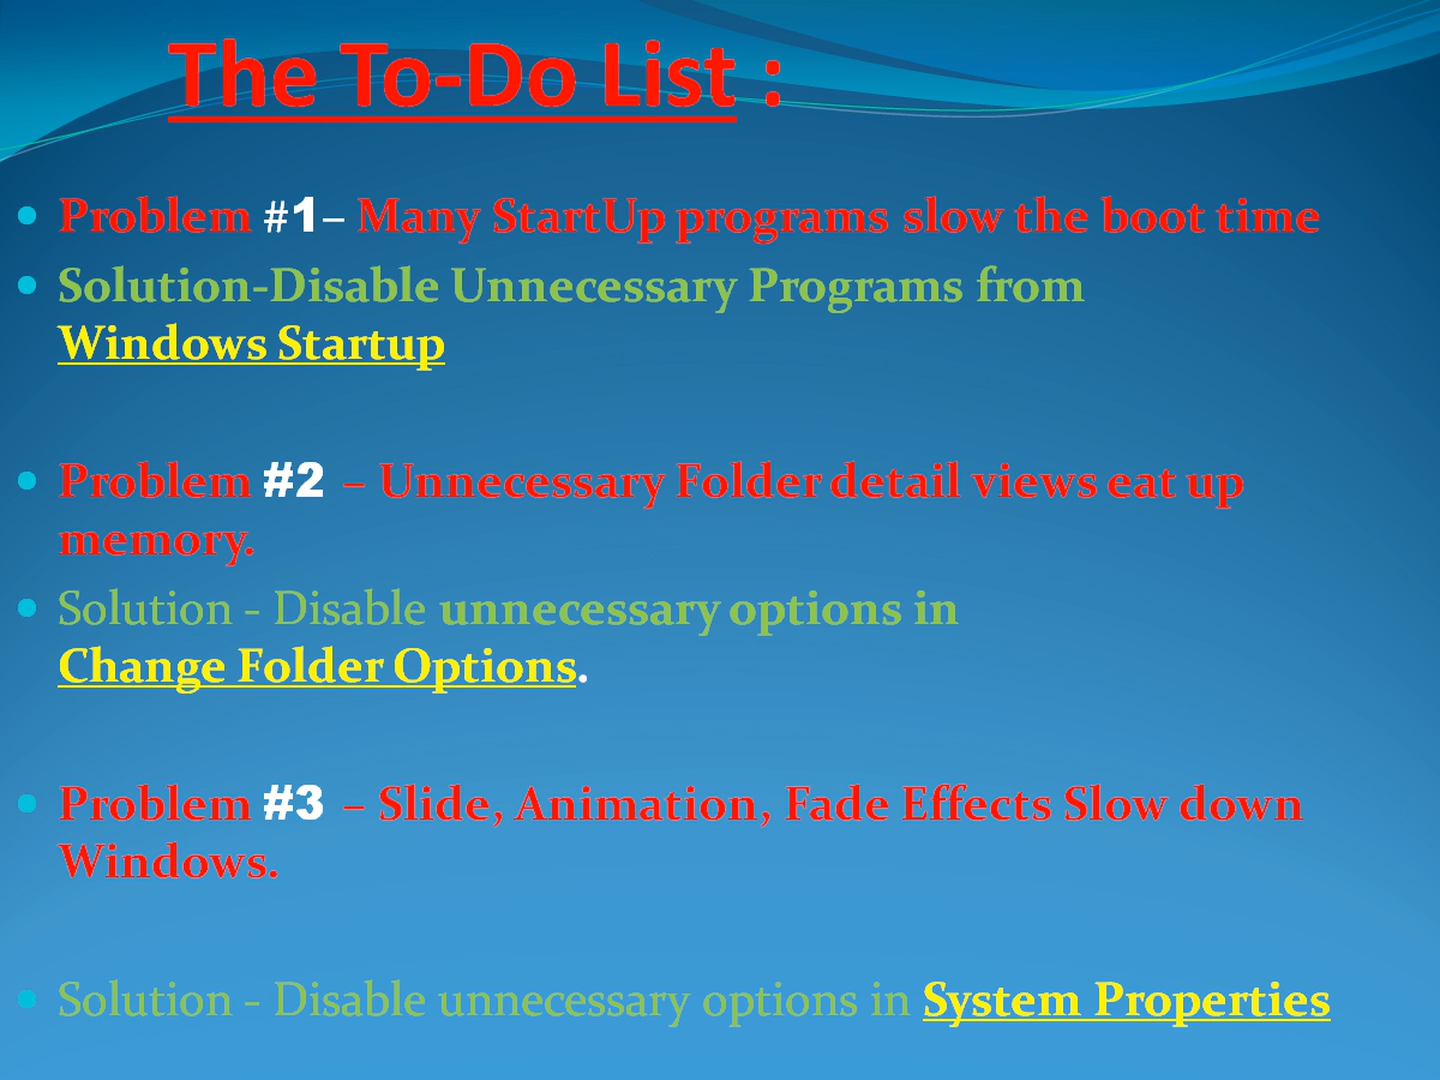 The To-Do List :
• Problem #1– Many StartUp programs slow the boot time
• Solution-Disable Unnecessary Programs from
Windows Startup
• Problem #2 – Unnecessary Folder detail views eat up
memory.
• Solution - Disable unnecessary options in
Change Folder Options.
• Problem #3 – Slide, Animation, Fade Effects Slow down
Windows.
• Solution - Disable unnecessary options in System Properties